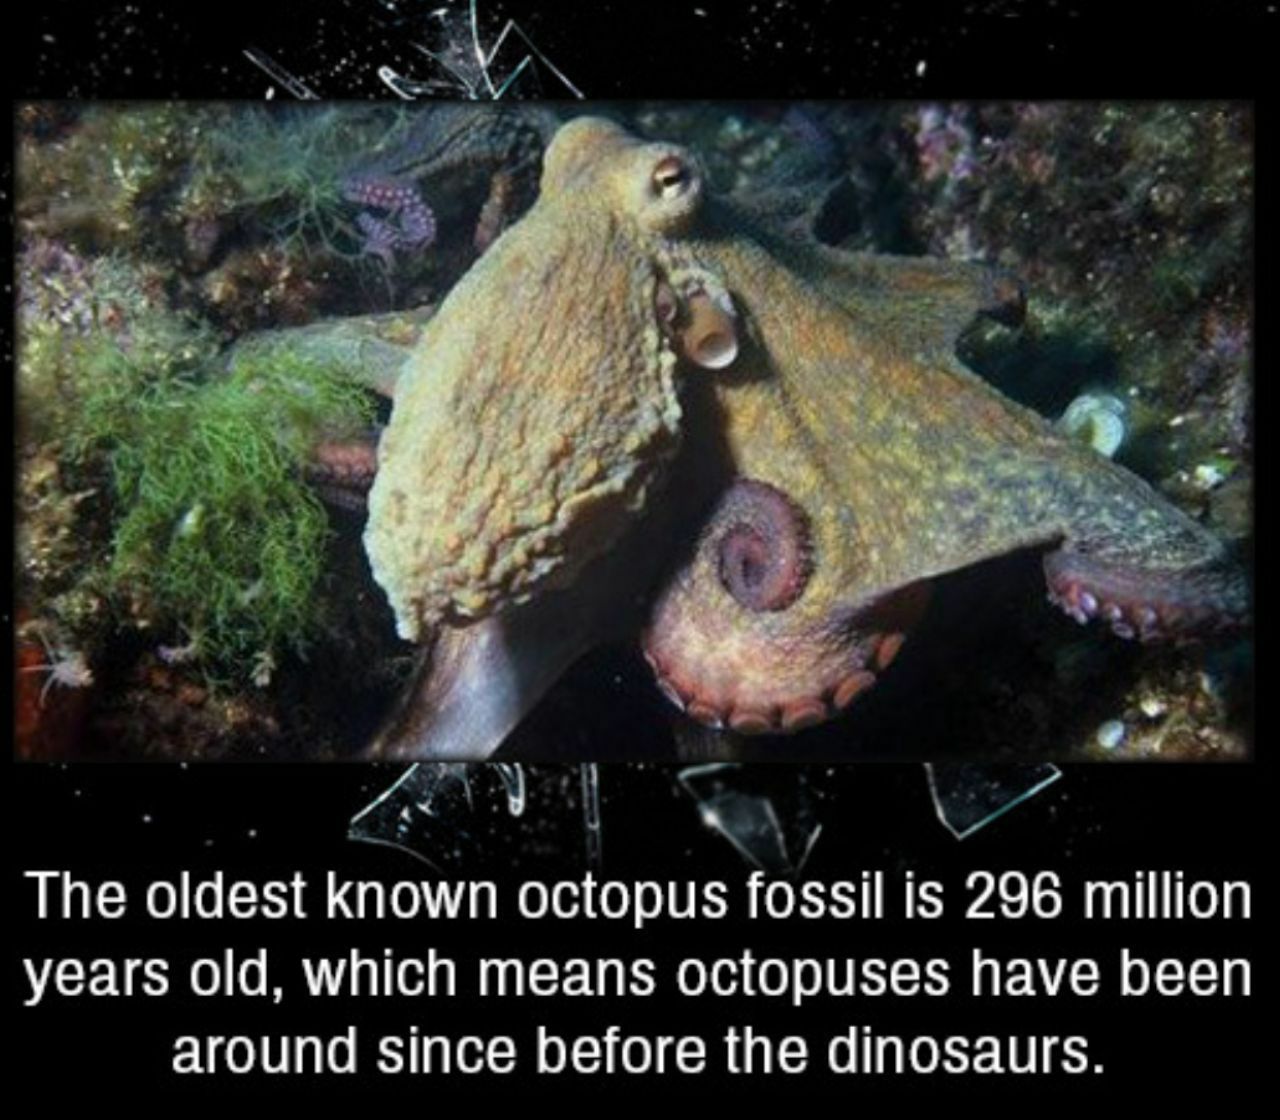 The oldest known octopus fossil is 296 million
years old, which means octopuses have been
around since before the dinosaurs.